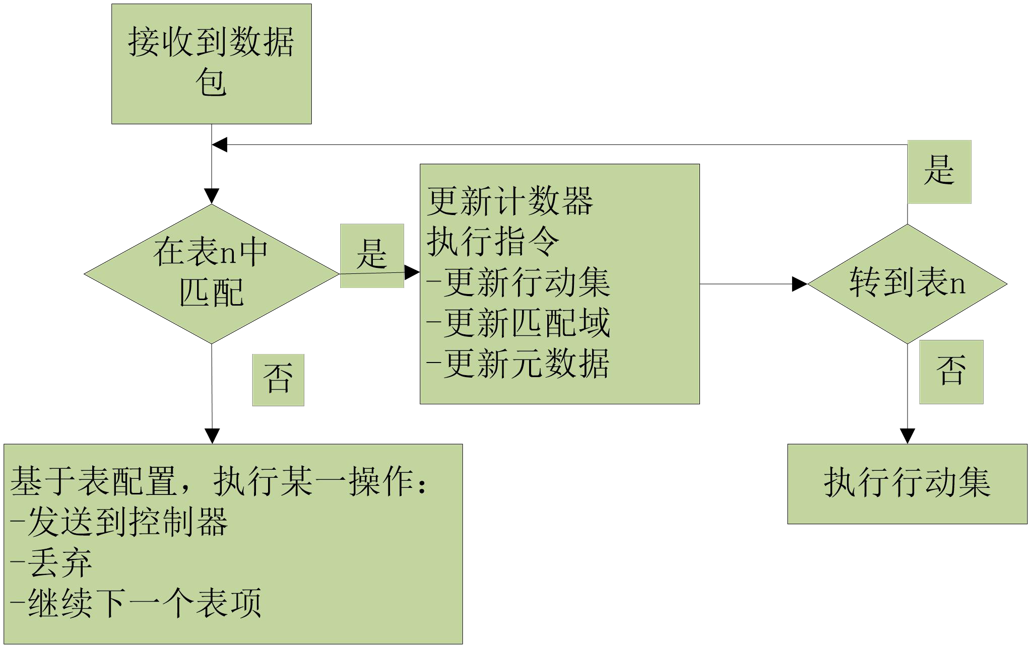 接收到数据
包
在表n中
匹配
是
更新计数器
执行指令
-更新行动集
-更新匹配域
-更新元数据
转到表n
是
否
执行行动集
否
基于表配置，执行某一操作：
-发送到控制器
-丢弃
-继续下一个表项